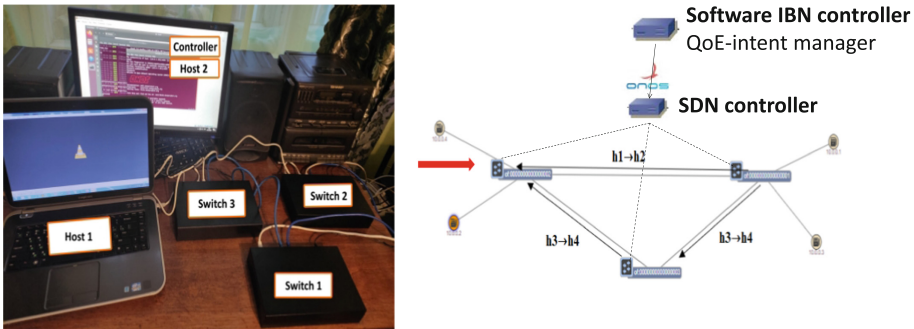 Controller
Host 2
Switch 3
Switch 2
Host 1
Switch 1
Software IBN controller
QoE-intent manager
onos
SDN controller
h1→h2
h3→h4
h3→h4